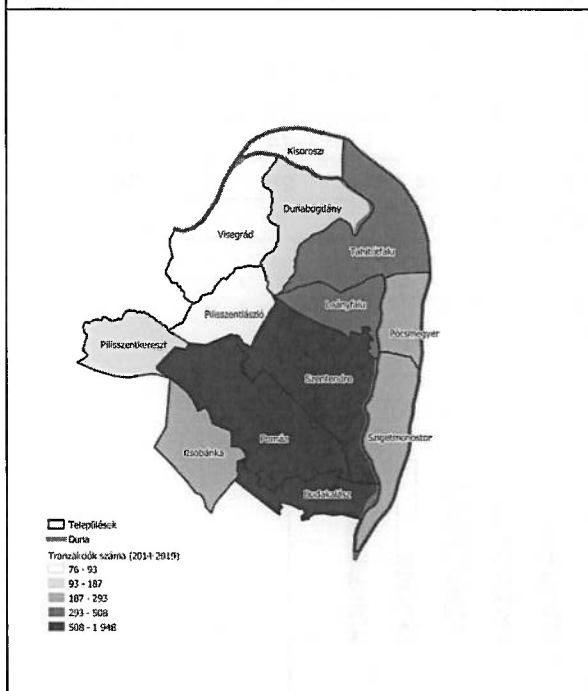 Kisoroszi
Dunabogdány
Visegrád
Tahitótfalu
Leányfalu
Pilisszentlászló
Pócsmegyer
Pilisszentkereszt
Szentendre
Szigetmonostor
Pomáz
Csobánka
Budakalász
Települések
Duna
Tranzakciók száma (2014-2019)
76 - 93
93 - 187
187 - 293
293 - 508
508 - 1 948